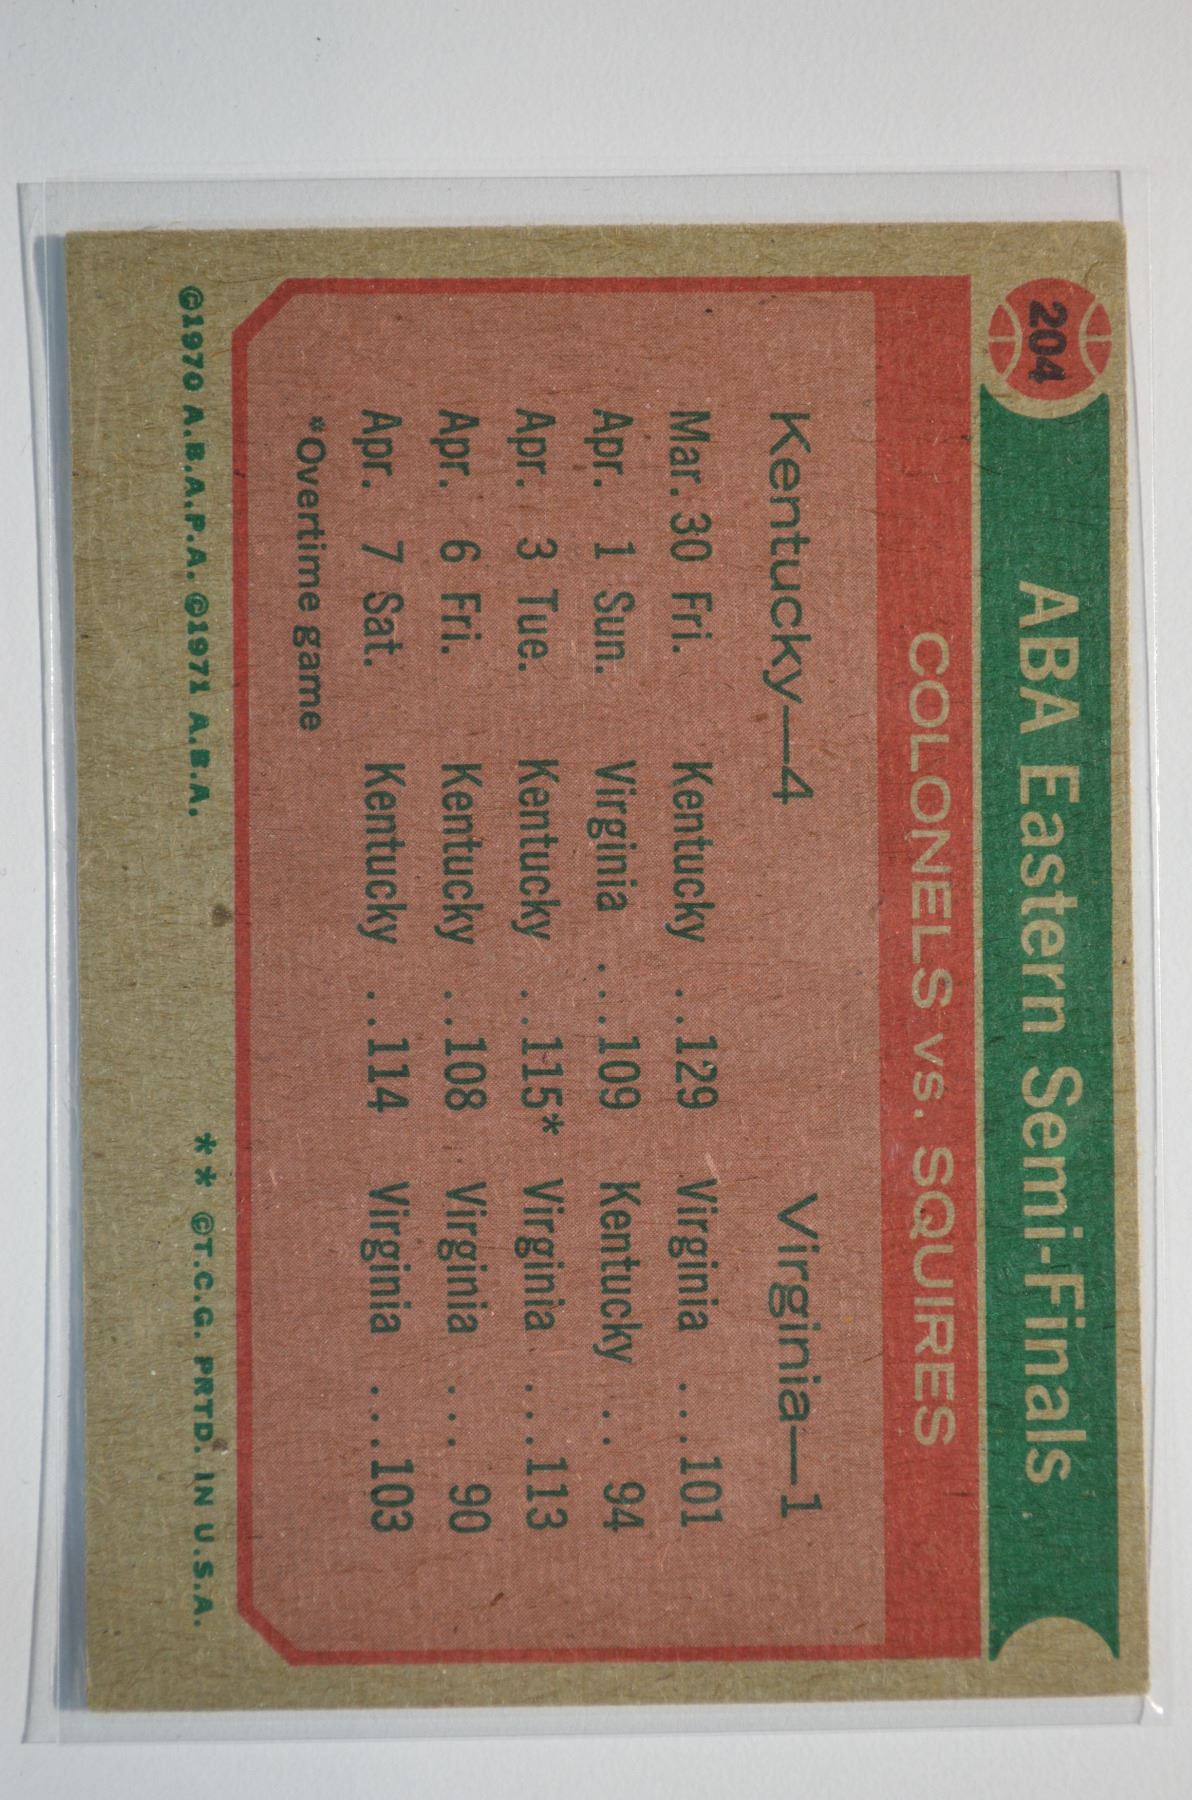 204
ABA Eastern Semi-Finals
COLONELS vs. SQUIRES
Kentucky—4 Virginia—1
Mar. 30 Fri. Kentucky ..129 Virginia ...101
Apr. 1 Sun. Virginia ...109 Kentucky .. 94
Apr. 3 Tue. Kentucky ..115* Virginia ...113
Apr. 6 Fri. Kentucky ..108 Virginia ... 90
Apr. 7 Sat. Kentucky ..114 Virginia ...103
*Overtime game
©1970 A.B.A.P.A. ©1971 A.B.A. ** ©T.C.G. PRTD. IN U.S.A.